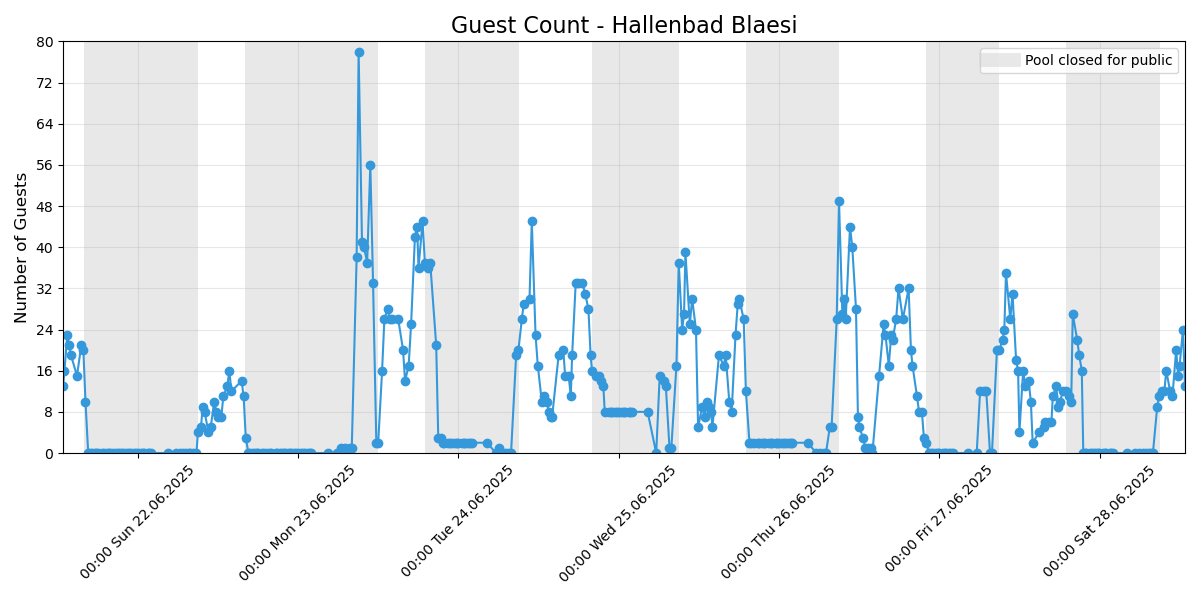 Guest Count - Hallenbad Blaesi
Pool closed for public
Number of Guests
80
72
64
56
48
40
32
24
16
8
0
00:00 Sun 22.06.2025
00:00 Mon 23.06.2025
00:00 Tue 24.06.2025
00:00 Wed 25.06.2025
00:00 Thu 26.06.2025
00:00 Fri 27.06.2025
00:00 Sat 28.06.2025